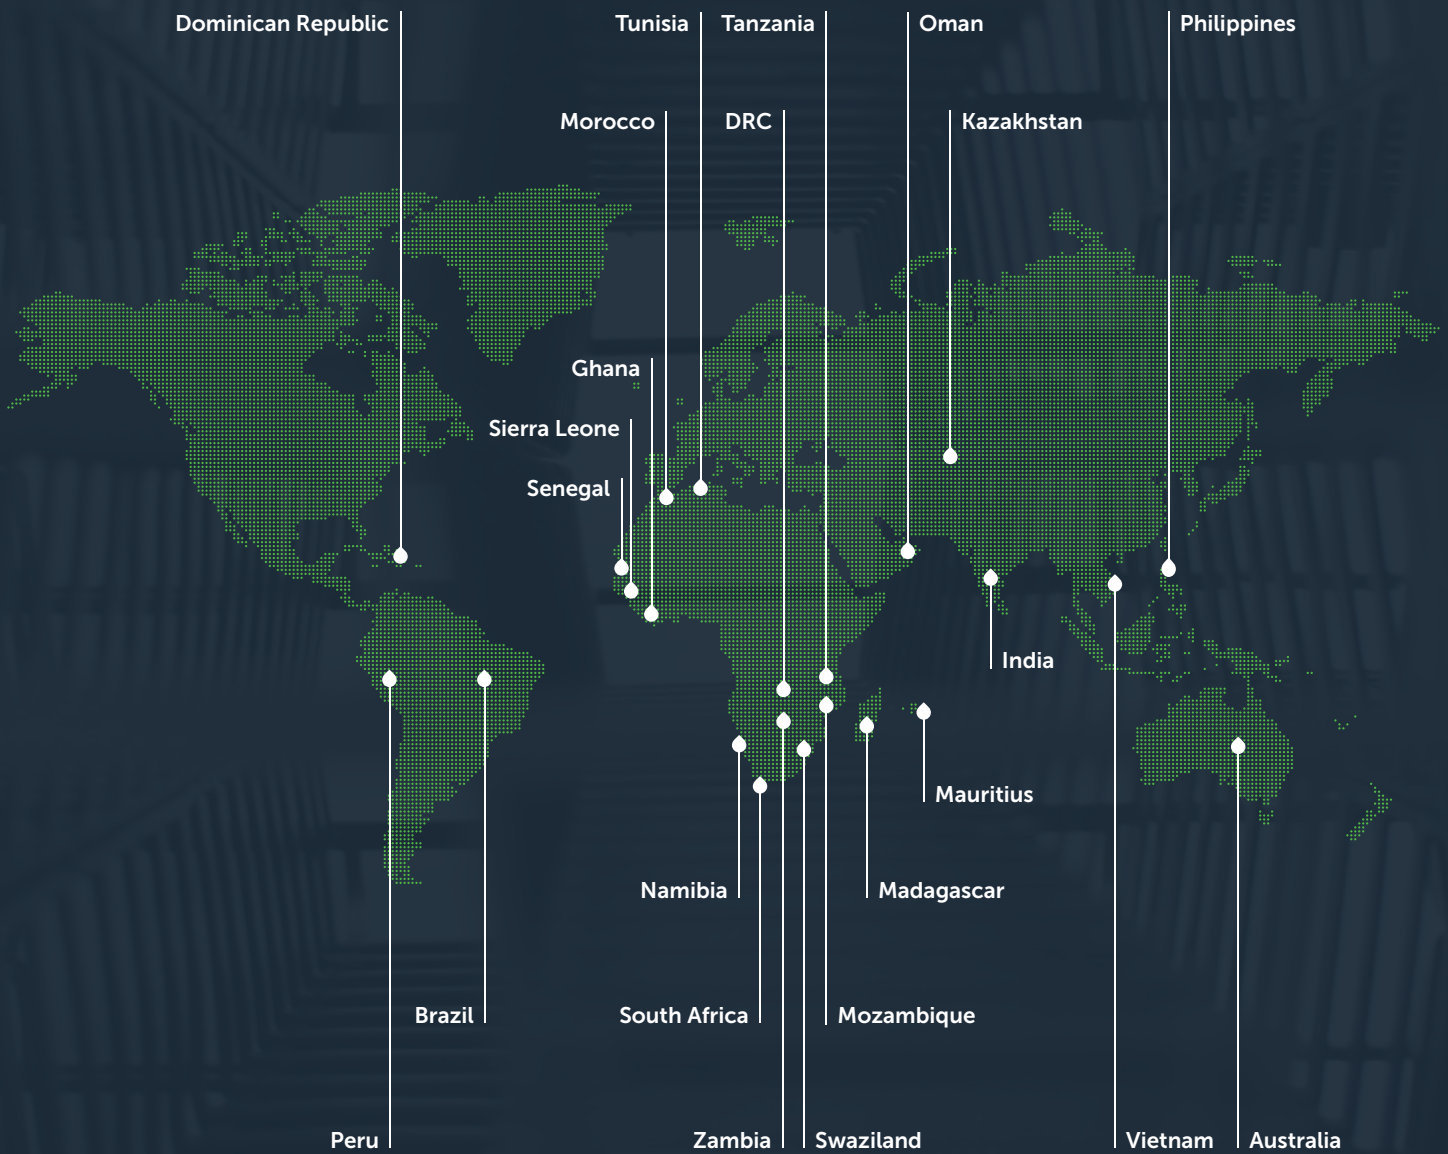 Dominican Republic
Tunisia
Tanzania
Oman
Philippines
Morocco
DRC
Kazakhstan
Ghana
Sierra Leone
Senegal
India
Mauritius
Namibia
Madagascar
Brazil
South Africa
Mozambique
Peru
Zambia
Swaziland
Vietnam
Australia